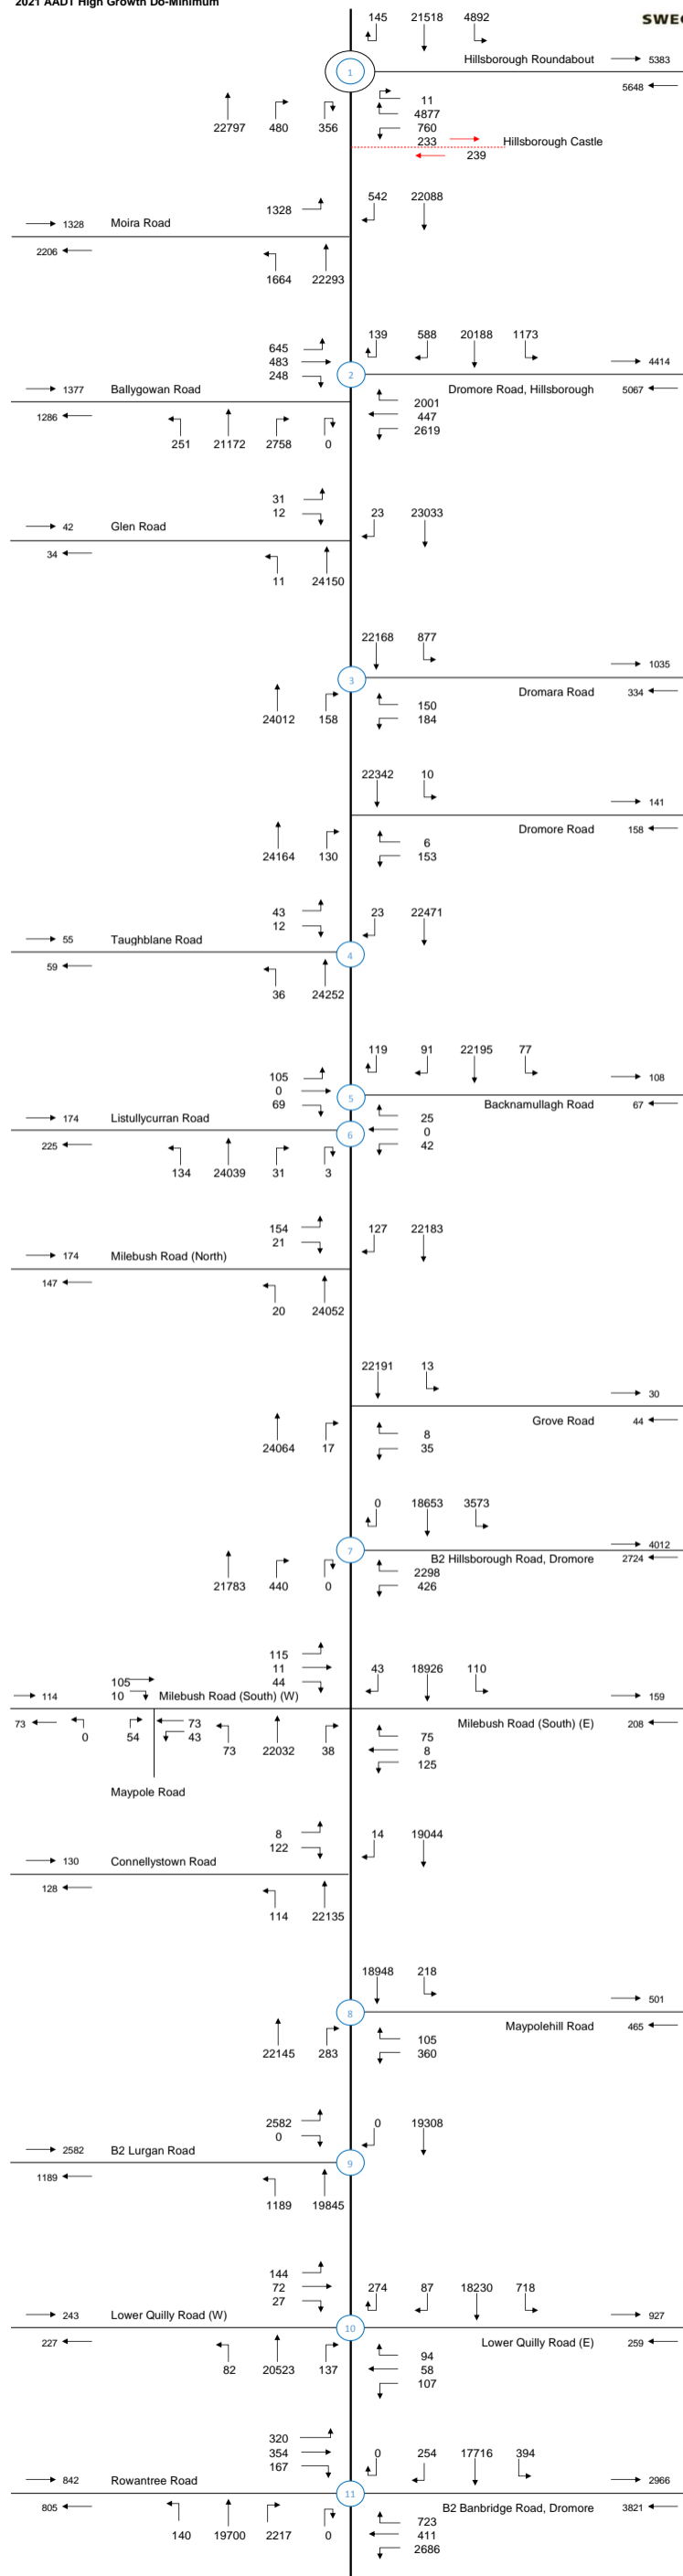 2021 AADT High Growth Do-Minimum
SWE
145 21518 4892
Hillsborough Roundabout 5383
1
5648
11
22797 480 356 4877
760
233 Hillsborough Castle
239
1328 542 22088
1328 Moira Road
2206
1664 22293
645 139 588 20188 1173
483 4414
248 2
1377 Ballygowan Road Dromore Road, Hillsborough 5067
2001
1286 447
251 21172 2758 0 2619
31
12 23 23033
42 Glen Road
34
11 24150
22168 877
1035
3
Dromara Road 334
150
24012 158 184
22342 10
141
Dromore Road 158
6
24164 130 153
43 23 22471
12
55 Taughblane Road
4
59
36 24252
119 91 22195 77
105 108
0 5
69 Backnamullagh Road 67
174 Listullycurran Road 25
6 0
225 42
134 24039 31 3
154 127 22183
21
174 Milebush Road (North)
147
20 24052
22191 13
30
Grove Road 44
8
24064 17 35
0 18653 3573
4012
7
B2 Hillsborough Road, Dromore 2724
2298
21783 440 0 426
115
11 43 18926 110
105 44
114 10 Milebush Road (South) (W) 159
73 73 Milebush Road (South) (E) 208
0 54 43 75
73 22032 38 8
125
Maypole Road
8 14 19044
122
130 Connellystown Road
128
114 22135
18948 218
501
8
Maypolehill Road 465
105
22145 283 360
2582 0 19308
0
2582 B2 Lurgan Road
9
1189
1189 19845
144
72 274 87 18230 718
27
243 Lower Quilly Road (W) 927
10
227 Lower Quilly Road (E) 259
94
82 20523 137 58
107
320
354 0 254 17716 394
167
842 Rowantree Road 2966
11
805 B2 Banbridge Road, Dromore 3821
723
140 19700 2217 0 411
2686